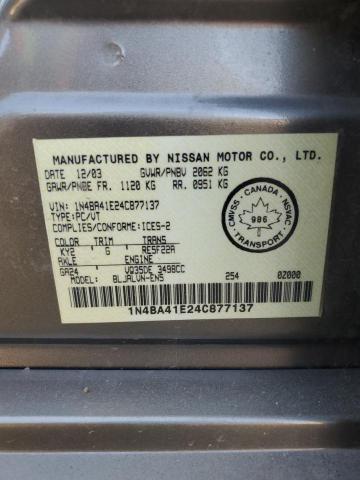 MANUFACTURED BY NISSAN MOTOR CO., LTD.
DATE 12/03 GVWR/PNBV 2062 KG
GAWR/PNBE FR. 1120 KG RR. 0951 KG
VIN: 1N4BA41E24C877137
TYPE:PC/VT
COMPLIES/CONFORME:ICES-2
COLOR TRIM TRANS
KY2 G RE5F22A
AXLE ENGINE
GA24 VQ35DE 3498CC
MODEL BLJALVN-EN5 254 0Z000
1N4BA41E24C877137
CMVSS - CANADA - NSVAC
986
TRANSPORT